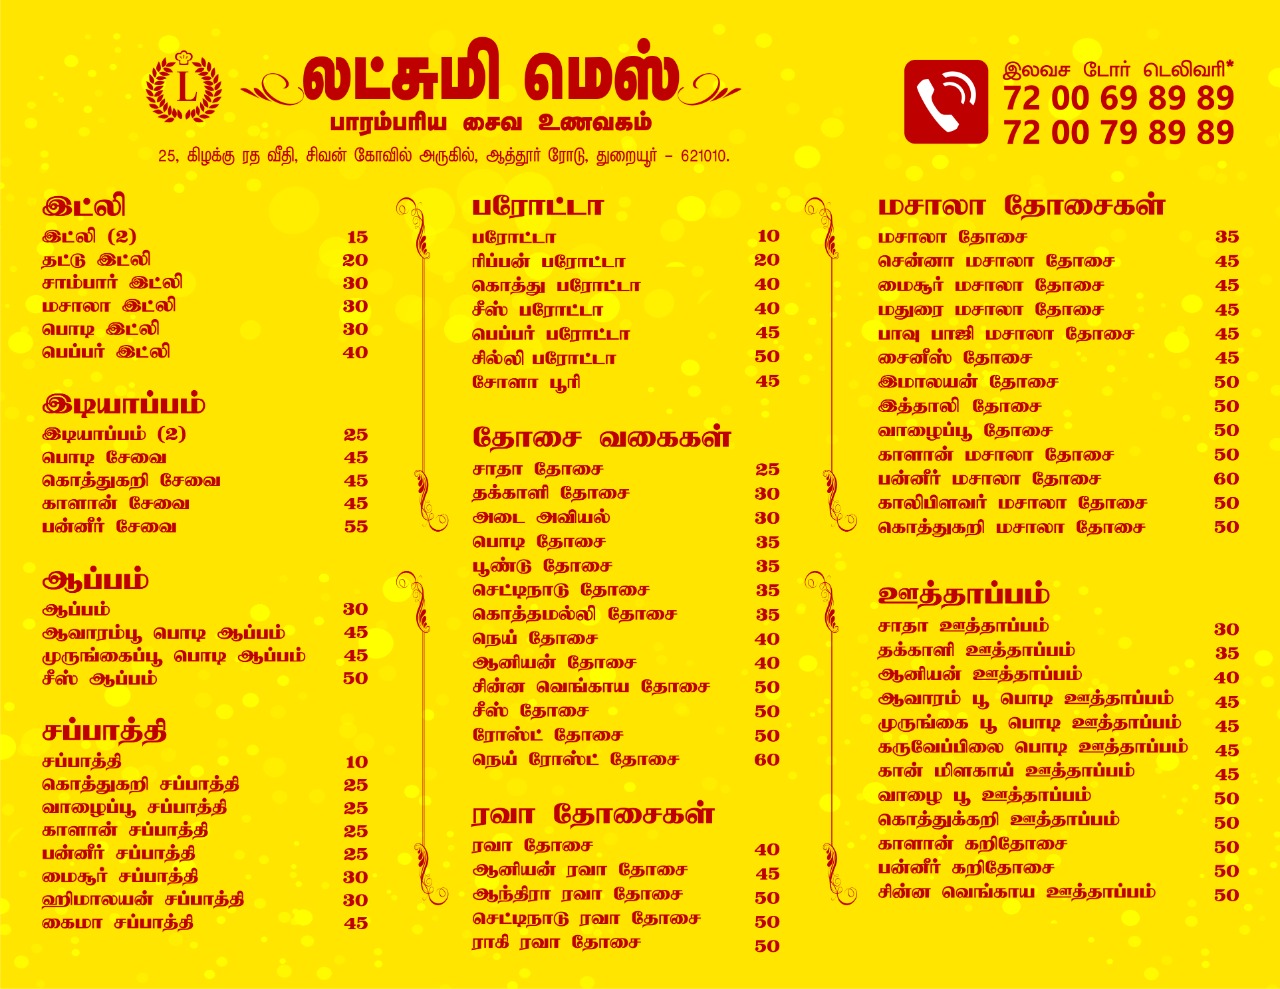 L
லட்சுமி மெஸ்
பாரம்பரிய சைவ உணவகம்
25, கிழக்கு ரத வீதி, சிவன் கோவில் அருகில், ஆத்தூர் ரோடு, துறையூர் - 621010.
இலவச டோர் டெலிவரி*
72 00 69 89 89
72 00 79 89 89
இட்லி
இட்லி (2) 15
தட்டு இட்லி 20
சாம்பார் இட்லி 30
மசாலா இட்லி 30
பொடி இட்லி 30
பெப்பர் இட்லி 40
இடியாப்பம்
இடியாப்பம் (2) 25
பொடி சேவை 45
கொத்துகறி சேவை 45
காளான் சேவை 45
பன்னீர் சேவை 55
ஆப்பம்
ஆப்பம் 30
ஆவாரம்பூ பொடி ஆப்பம் 45
முருங்கைப்பூ பொடி ஆப்பம் 45
சீஸ் ஆப்பம் 50
சப்பாத்தி
சப்பாத்தி 10
கொத்துகறி சப்பாத்தி 25
வாழைப்பூ சப்பாத்தி 25
காளான் சப்பாத்தி 25
பன்னீர் சப்பாத்தி 25
மைசூர் சப்பாத்தி 30
ஹிமாலயன் சப்பாத்தி 30
கைமா சப்பாத்தி 45
பரோட்டா
பரோட்டா 10
ரிப்பன் பரோட்டா 20
கொத்து பரோட்டா 40
சீஸ் பரோட்டா 40
பெப்பர் பரோட்டா 45
சில்லி பரோட்டா 50
சோளா பூரி 45
தோசை வகைகள்
சாதா தோசை 25
தக்காளி தோசை 30
அடை அவியல் 30
பொடி தோசை 35
பூண்டு தோசை 35
செட்டிநாடு தோசை 35
கொத்தமல்லி தோசை 35
நெய் தோசை 40
ஆனியன் தோசை 40
சின்ன வெங்காய தோசை 50
சீஸ் தோசை 50
ரோஸ்ட் தோசை 50
நெய் ரோஸ்ட் தோசை 60
ரவா தோசைகள்
ரவா தோசை 40
ஆனியன் ரவா தோசை 45
ஆந்திரா ரவா தோசை 50
செட்டிநாடு ரவா தோசை 50
ராகி ரவா தோசை 50
மசாலா தோசைகள்
மசாலா தோசை 35
சென்னா மசாலா தோசை 45
மைசூர் மசாலா தோசை 45
மதுரை மசாலா தோசை 45
பாவு பாஜி மசாலா தோசை 45
சைனீஸ் தோசை 45
இமாலயன் தோசை 50
இத்தாலி தோசை 50
வாழைப்பூ தோசை 50
காளான் மசாலா தோசை 50
பன்னீர் மசாலா தோசை 60
காலிபிளவர் மசாலா தோசை 50
கொத்துகறி மசாலா தோசை 50
ஊத்தாப்பம்
சாதா ஊத்தாப்பம் 30
தக்காளி ஊத்தாப்பம் 35
ஆனியன் ஊத்தாப்பம் 40
ஆவாரம் பூ பொடி ஊத்தாப்பம் 45
முருங்கை பூ பொடி ஊத்தாப்பம் 45
கருவேப்பிலை பொடி ஊத்தாப்பம் 45
கான் மிளகாய் ஊத்தாப்பம் 45
வாழை பூ ஊத்தாப்பம் 50
கொத்துக்கறி ஊத்தாப்பம் 50
காளான் கறிதோசை 50
பன்னீர் கறிதோசை 50
சின்ன வெங்காய ஊத்தாப்பம் 50